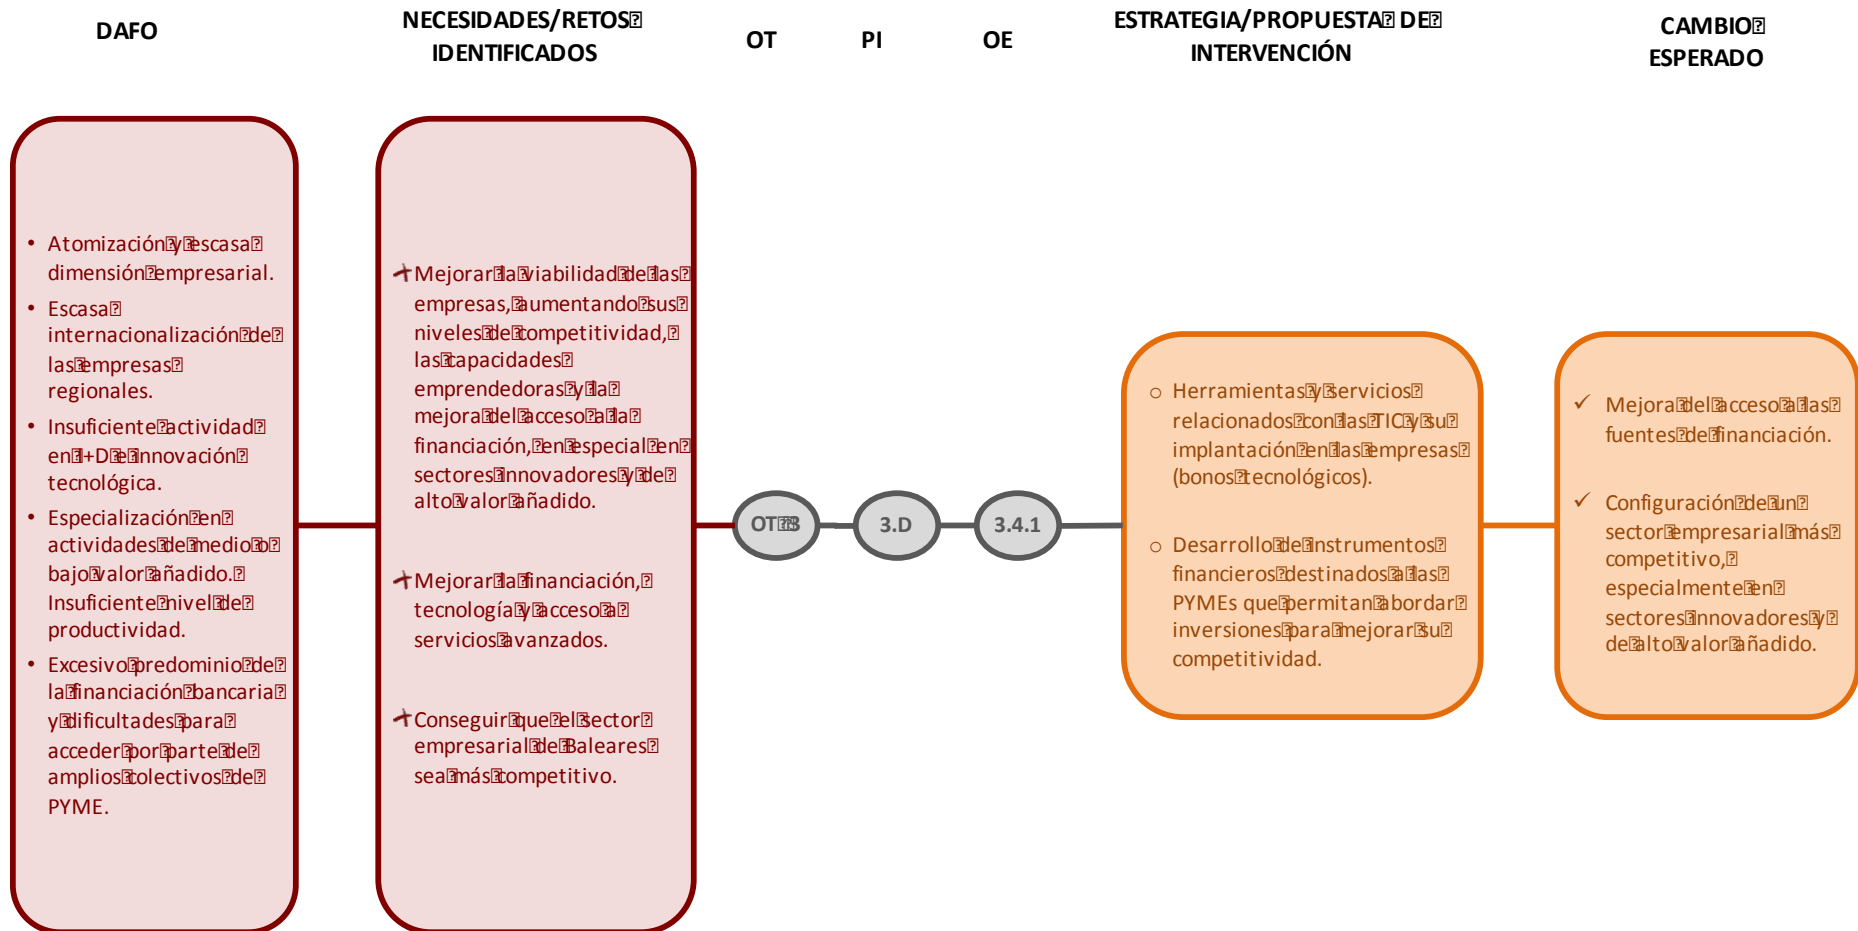 DAFO
NECESIDADES/RETOS
IDENTIFICADOS
OT
PI
OE
ESTRATEGIA/PROPUESTA DE
INTERVENCIÓN
CAMBIO
ESPERADO
• Atomización y escasa
dimensión empresarial.
• Escasa
internacionalización de
las empresas
regionales.
• Insuficiente actividad
en I+D e innovación
tecnológica.
• Especialización en
actividades de medio o
bajo valor añadido.
Insuficiente nivel de
productividad.
• Excesivo predominio de
la financiación bancaria
y dificultades para
acceder por parte de
amplios colectivos de
PYME.
Mejorar la viabilidad de las
empresas, aumentando sus
niveles de competitividad,
las capacidades
emprendedoras y la
mejora del acceso a la
financiación, en especial en
sectores innovadores y de
alto valor añadido.
Mejorar la financiación,
tecnología y acceso a
servicios avanzados.
Conseguir que el sector
empresarial de Baleares
sea más competitivo.
OT 3
3.D
3.4.1
o Herramientas y servicios
relacionados con las TIC y su
implantación en las empresas
(bonos tecnológicos).
o Desarrollo de instrumentos
financieros destinados a las
PYMEs que permitan abordar
inversiones para mejorar su
competitividad.
✓ Mejora del acceso a las
fuentes de financiación.
✓ Configuración de un
sector empresarial más
competitivo,
especialmente en
sectores innovadores y
de alto valor añadido.